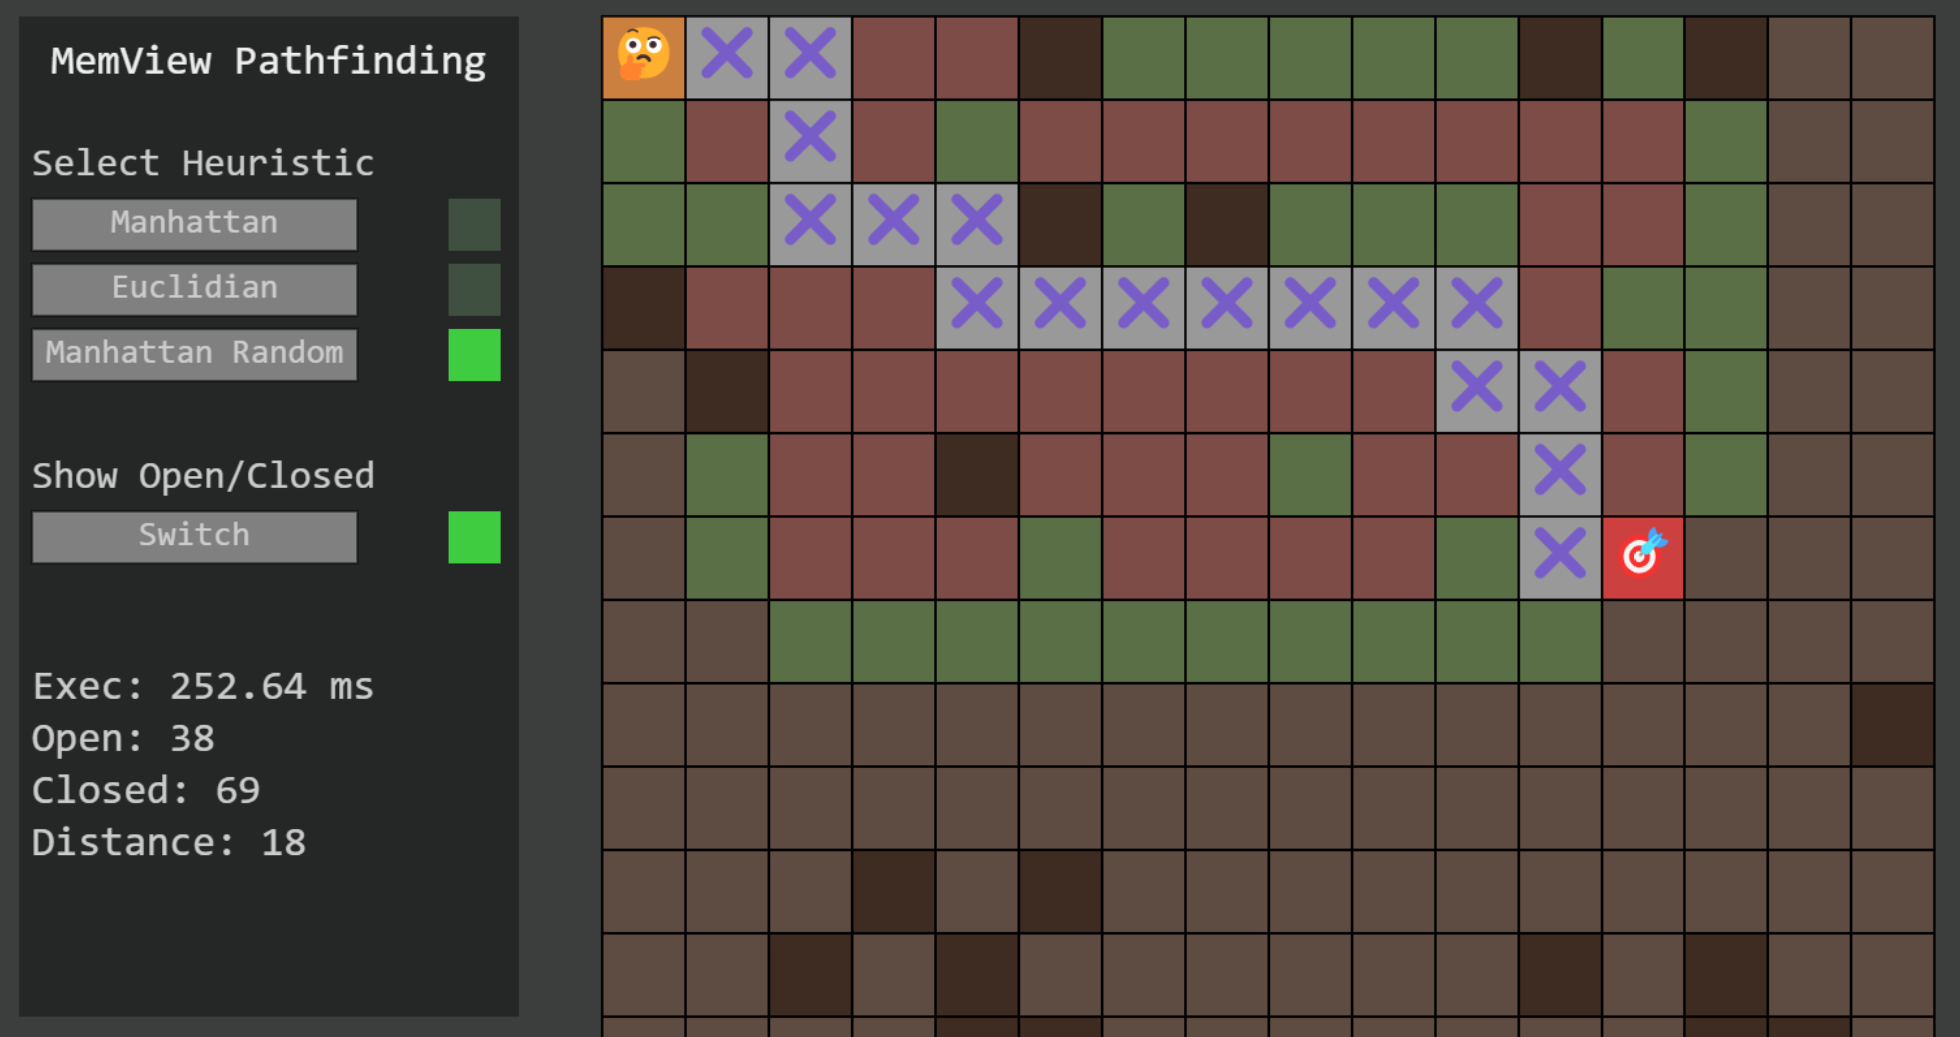 MemView Pathfinding
Select Heuristic
Manhattan
Euclidian
Manhattan Random
Show Open/Closed
Switch
Exec: 252.64 ms
Open: 38
Closed: 69
Distance: 18